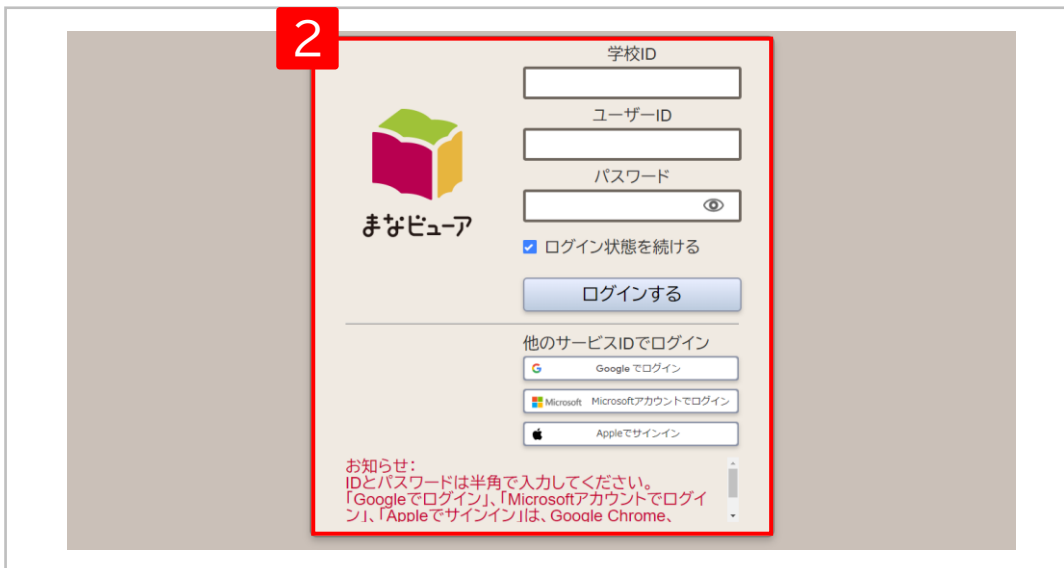 2
学校ID
ユーザーID
パスワード
まなビューア
ログイン状態を続ける
ログインする
他のサービスIDでログイン
Google でログイン
Microsoft Microsoftアカウントでログイン
Appleでサインイン
お知らせ：
IDとパスワードは半角で入力してください。
「Googleでログイン」、「Microsoftアカウントでログイ
ン」、「Appleでサインイン」は、Google Chrome、